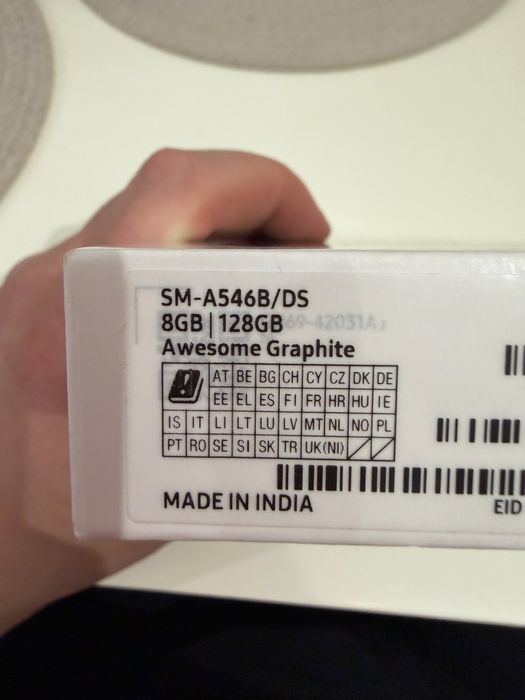 SM-A546B/DS
8GB | 128GB
69-42031A2
Awesome Graphite
AT BE BG CH CY CZ DK DE
EE EL ES FI FR HR HU IE
IS IT LI LT LU LV MT NL NO PL
PT RO SE SI SK TR UK(NI)
MADE IN INDIA
EID